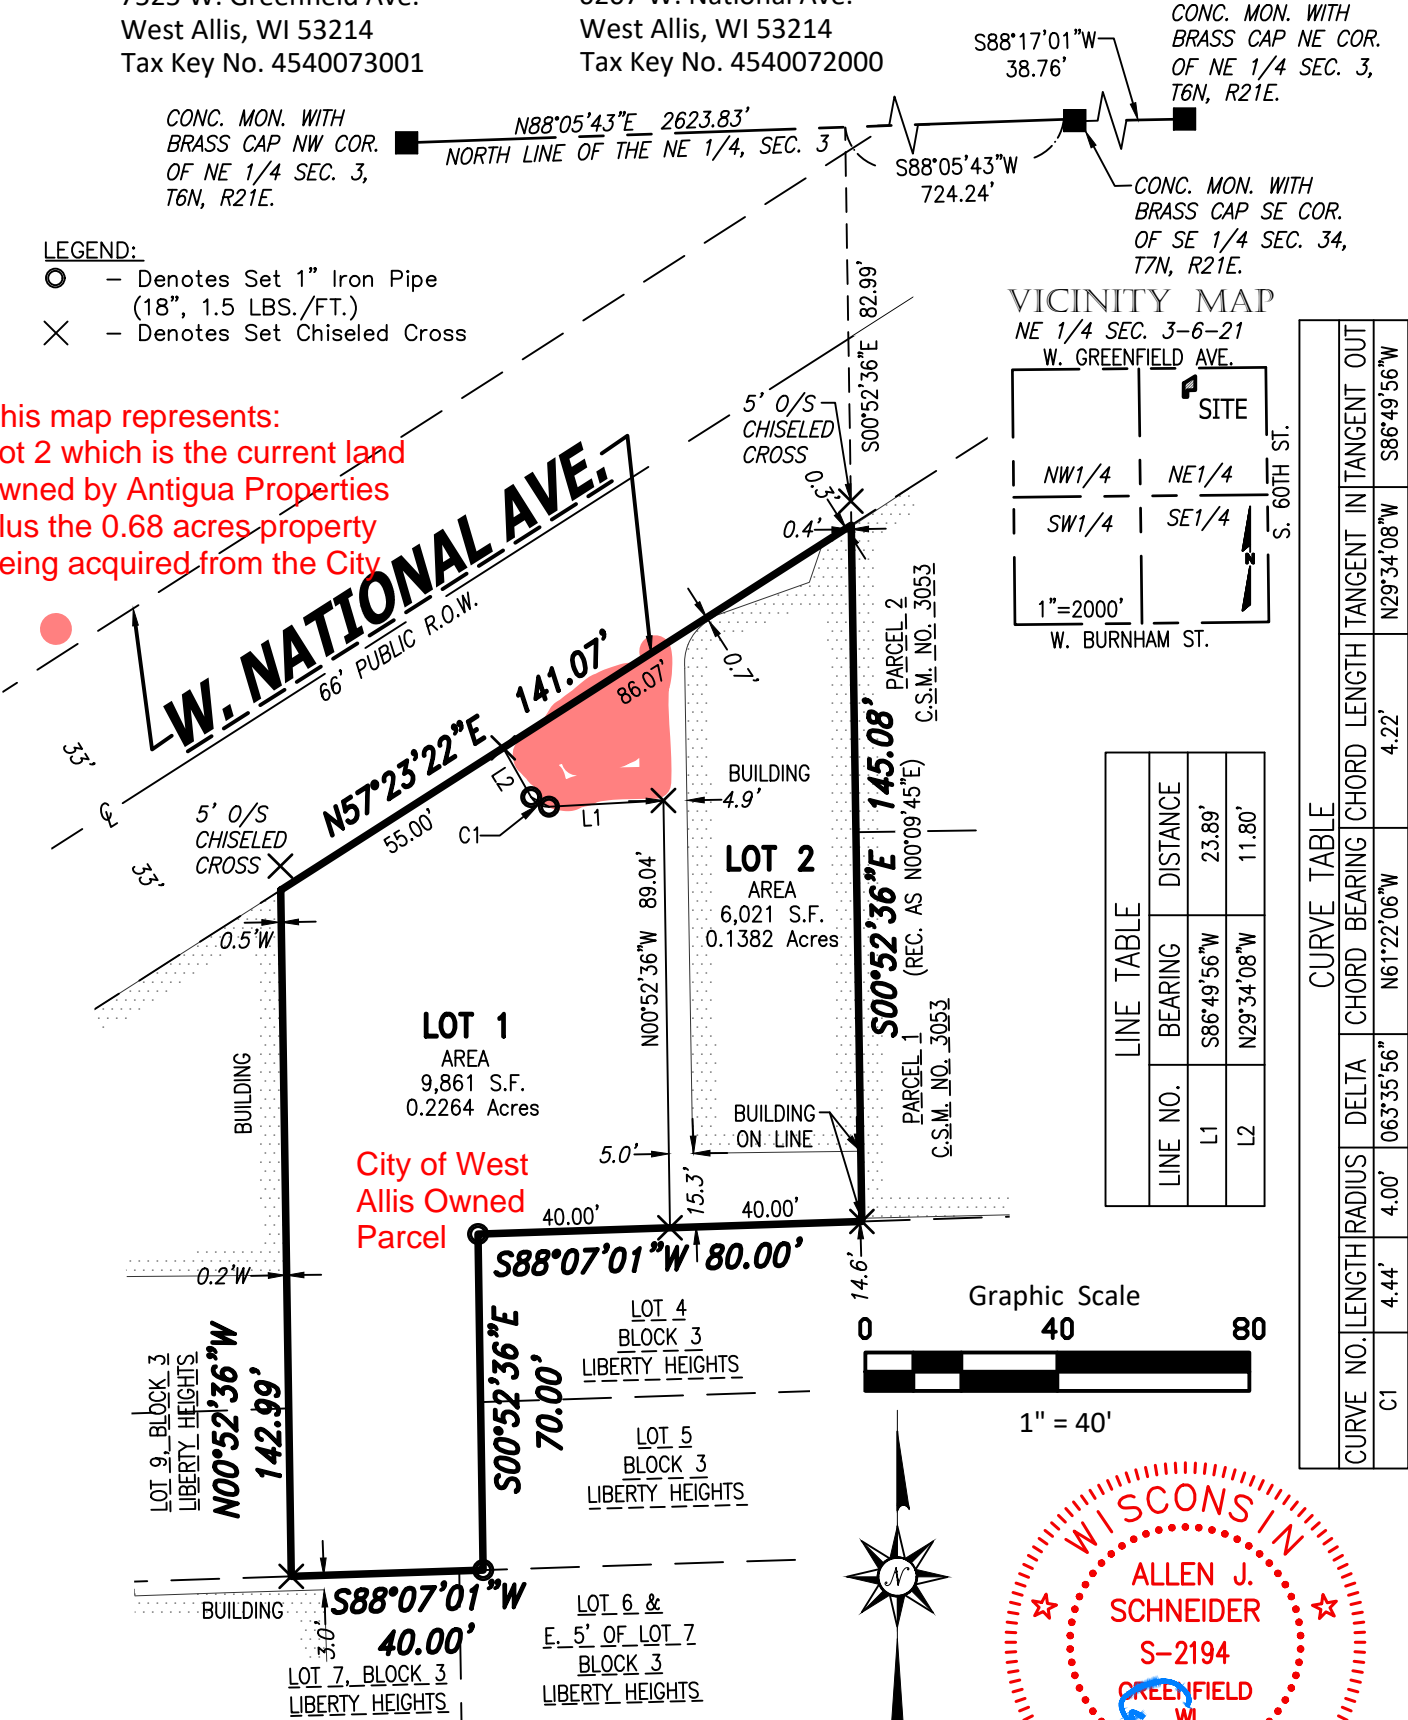 7525 W. Greenfield Ave.
West Allis, WI 53214
Tax Key No. 4540073001
W. National Ave.
West Allis, WI 53214
Tax Key No. 4540072000
CONC. MON. WITH
BRASS CAP NE COR.
OF NE 1/4 SEC. 3,
T6N, R21E.
S88°17'01"W
38.76'
CONC. MON. WITH
BRASS CAP NW COR.
OF NE 1/4 SEC. 3,
T6N, R21E.
N88°05'43"E 2623.83'
NORTH LINE OF THE NE 1/4, SEC. 3
S88°05'43"W
724.24'
CONC. MON. WITH
BRASS CAP SE COR.
OF SE 1/4 SEC. 34,
T7N, R21E.
LEGEND:
– Denotes Set 1" Iron Pipe
(18", 1.5 LBS./FT.)
– Denotes Set Chiseled Cross
S00°52'36"E 82.99'
VICINITY MAP
NE 1/4 SEC. 3-6-21
W. GREENFIELD AVE.
SITE
NW1/4
NE1/4
SW1/4
SE1/4
N
1"=2000'
W. BURNHAM ST.
S. 60TH ST.
his map represents:
ot 2 which is the current land
wned by Antigua Properties
lus the 0.68 acres property
eing acquired from the City
5' O/S
CHISELED
CROSS
0.3'
0.4'
W. NATIONAL AVE.
66' PUBLIC R.O.W.
33'
℄
33'
N57°23'22"E 141.07'
86.07'
55.00'
0.7'
L2
C1
L1
5' O/S
CHISELED
CROSS
BUILDING
4.9'
PARCEL 2
C.S.M. NO. 3053
S00°52'36"E 145.08'
(REC. AS N00°09'45"E)
PARCEL 1
C.S.M. NO. 3053
LOT 2
AREA
6,021 S.F.
0.1382 Acres
N00°52'36"W 89.04'
0.5'W
LOT 1
AREA
9,861 S.F.
0.2264 Acres
BUILDING
BUILDING
ON LINE
5.0'
15.3'
City of West
Allis Owned
Parcel
40.00'
40.00'
S88°07'01"W 80.00'
14.6'
0.2'W
LOT 9, BLOCK 3
LIBERTY HEIGHTS
N00°52'36"W
142.99'
S00°52'36"E
70.00'
LOT 4
BLOCK 3
LIBERTY HEIGHTS
LOT 5
BLOCK 3
LIBERTY HEIGHTS
BUILDING
3.0'
S88°07'01"W
40.00'
LOT 7, BLOCK 3
LIBERTY HEIGHTS
LOT 6 &
E. 5' OF LOT 7
BLOCK 3
LIBERTY HEIGHTS
LINE TABLE
LINE NO. BEARING DISTANCE
L1 S86°49'56"W 23.89'
L2 N29°34'08"W 11.80'
CURVE TABLE
CURVE NO. LENGTH RADIUS DELTA CHORD BEARING CHORD LENGTH TANGENT IN TANGENT OUT
C1 4.44' 4.00' 063°35'56" N61°22'06"W 4.22' N29°34'08"W S86°49'56"W
Graphic Scale
0 40 80
1" = 40'
N
WISCONSIN
ALLEN J.
SCHNEIDER
S-2194
GREENFIELD
WI